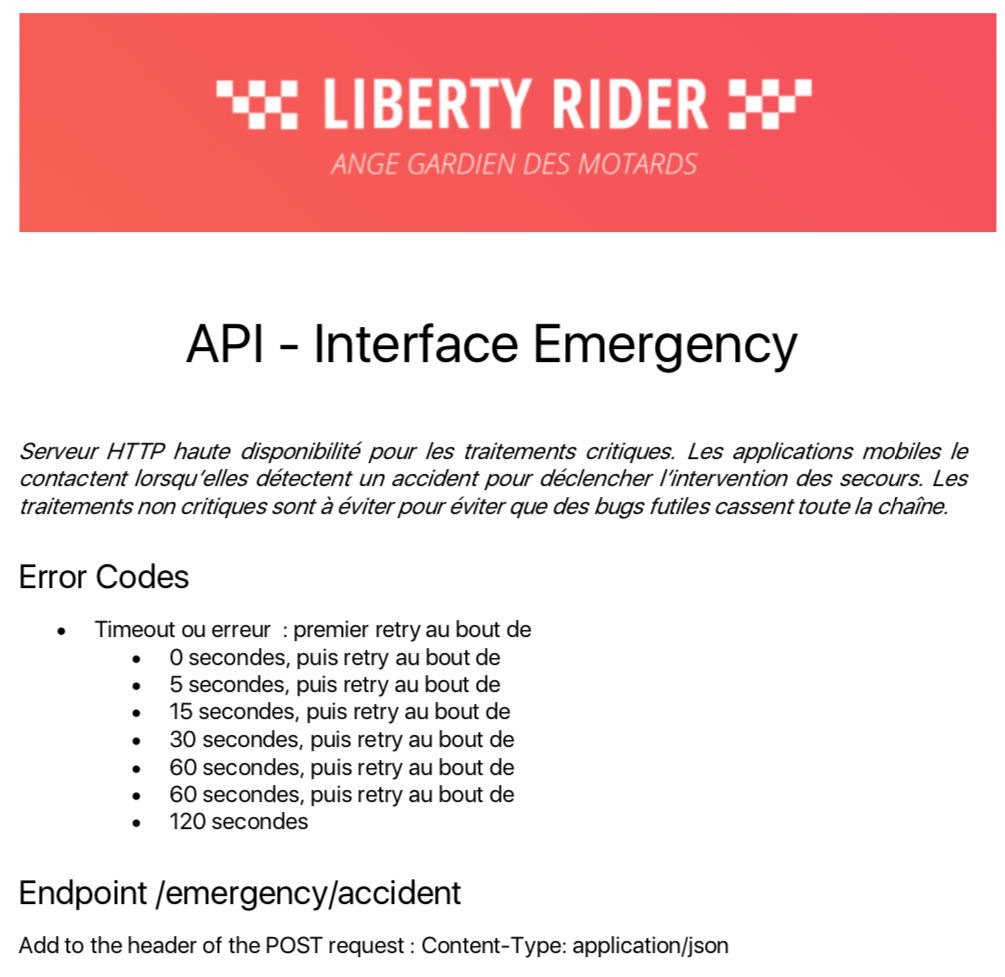 LIBERTY RIDER
ANGE GARDIEN DES MOTARDS
API - Interface Emergency
Serveur HTTP haute disponibilité pour les traitements critiques. Les applications mobiles le
contactent lorsqu’elles détectent un accident pour déclencher l’intervention des secours. Les
traitements non critiques sont à éviter pour éviter que des bugs futiles cassent toute la chaîne.
Error Codes
• Timeout ou erreur : premier retry au bout de
• 0 secondes, puis retry au bout de
• 5 secondes, puis retry au bout de
• 15 secondes, puis retry au bout de
• 30 secondes, puis retry au bout de
• 60 secondes, puis retry au bout de
• 60 secondes, puis retry au bout de
• 120 secondes
Endpoint /emergency/accident
Add to the header of the POST request : Content-Type: application/json